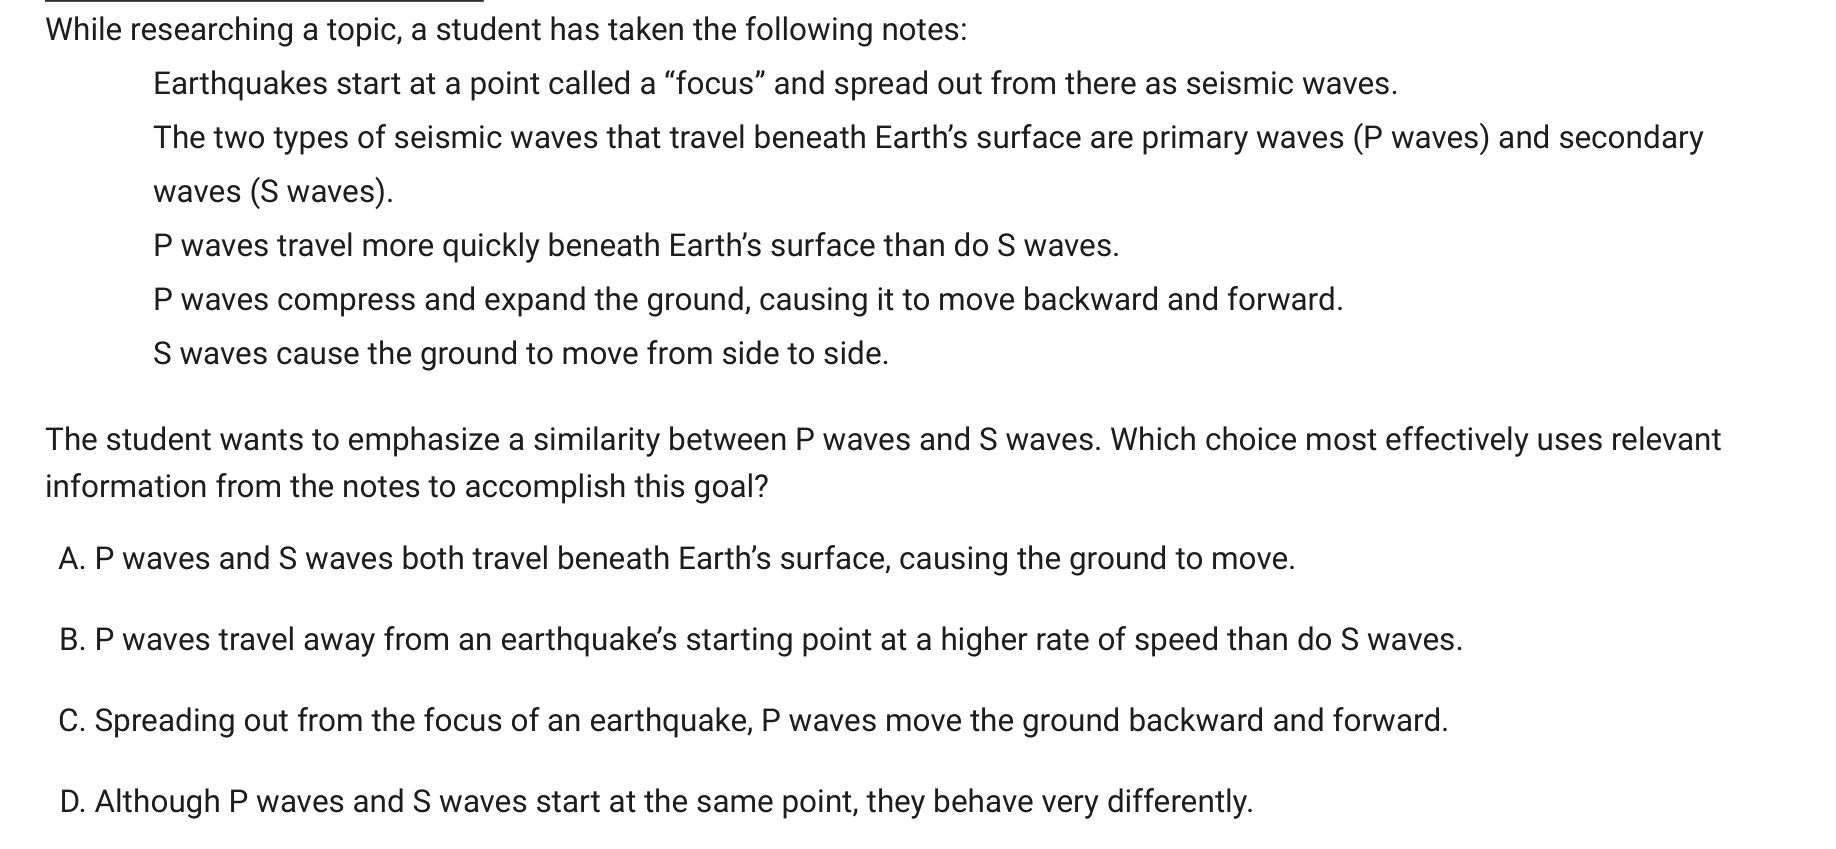 While researching a topic, a student has taken the following notes:
Earthquakes start at a point called a “focus” and spread out from there as seismic waves.
The two types of seismic waves that travel beneath Earth’s surface are primary waves (P waves) and secondary
waves (S waves).
P waves travel more quickly beneath Earth’s surface than do S waves.
P waves compress and expand the ground, causing it to move backward and forward.
S waves cause the ground to move from side to side.
The student wants to emphasize a similarity between P waves and S waves. Which choice most effectively uses relevant
information from the notes to accomplish this goal?
A. P waves and S waves both travel beneath Earth’s surface, causing the ground to move.
B. P waves travel away from an earthquake’s starting point at a higher rate of speed than do S waves.
C. Spreading out from the focus of an earthquake, P waves move the ground backward and forward.
D. Although P waves and S waves start at the same point, they behave very differently.